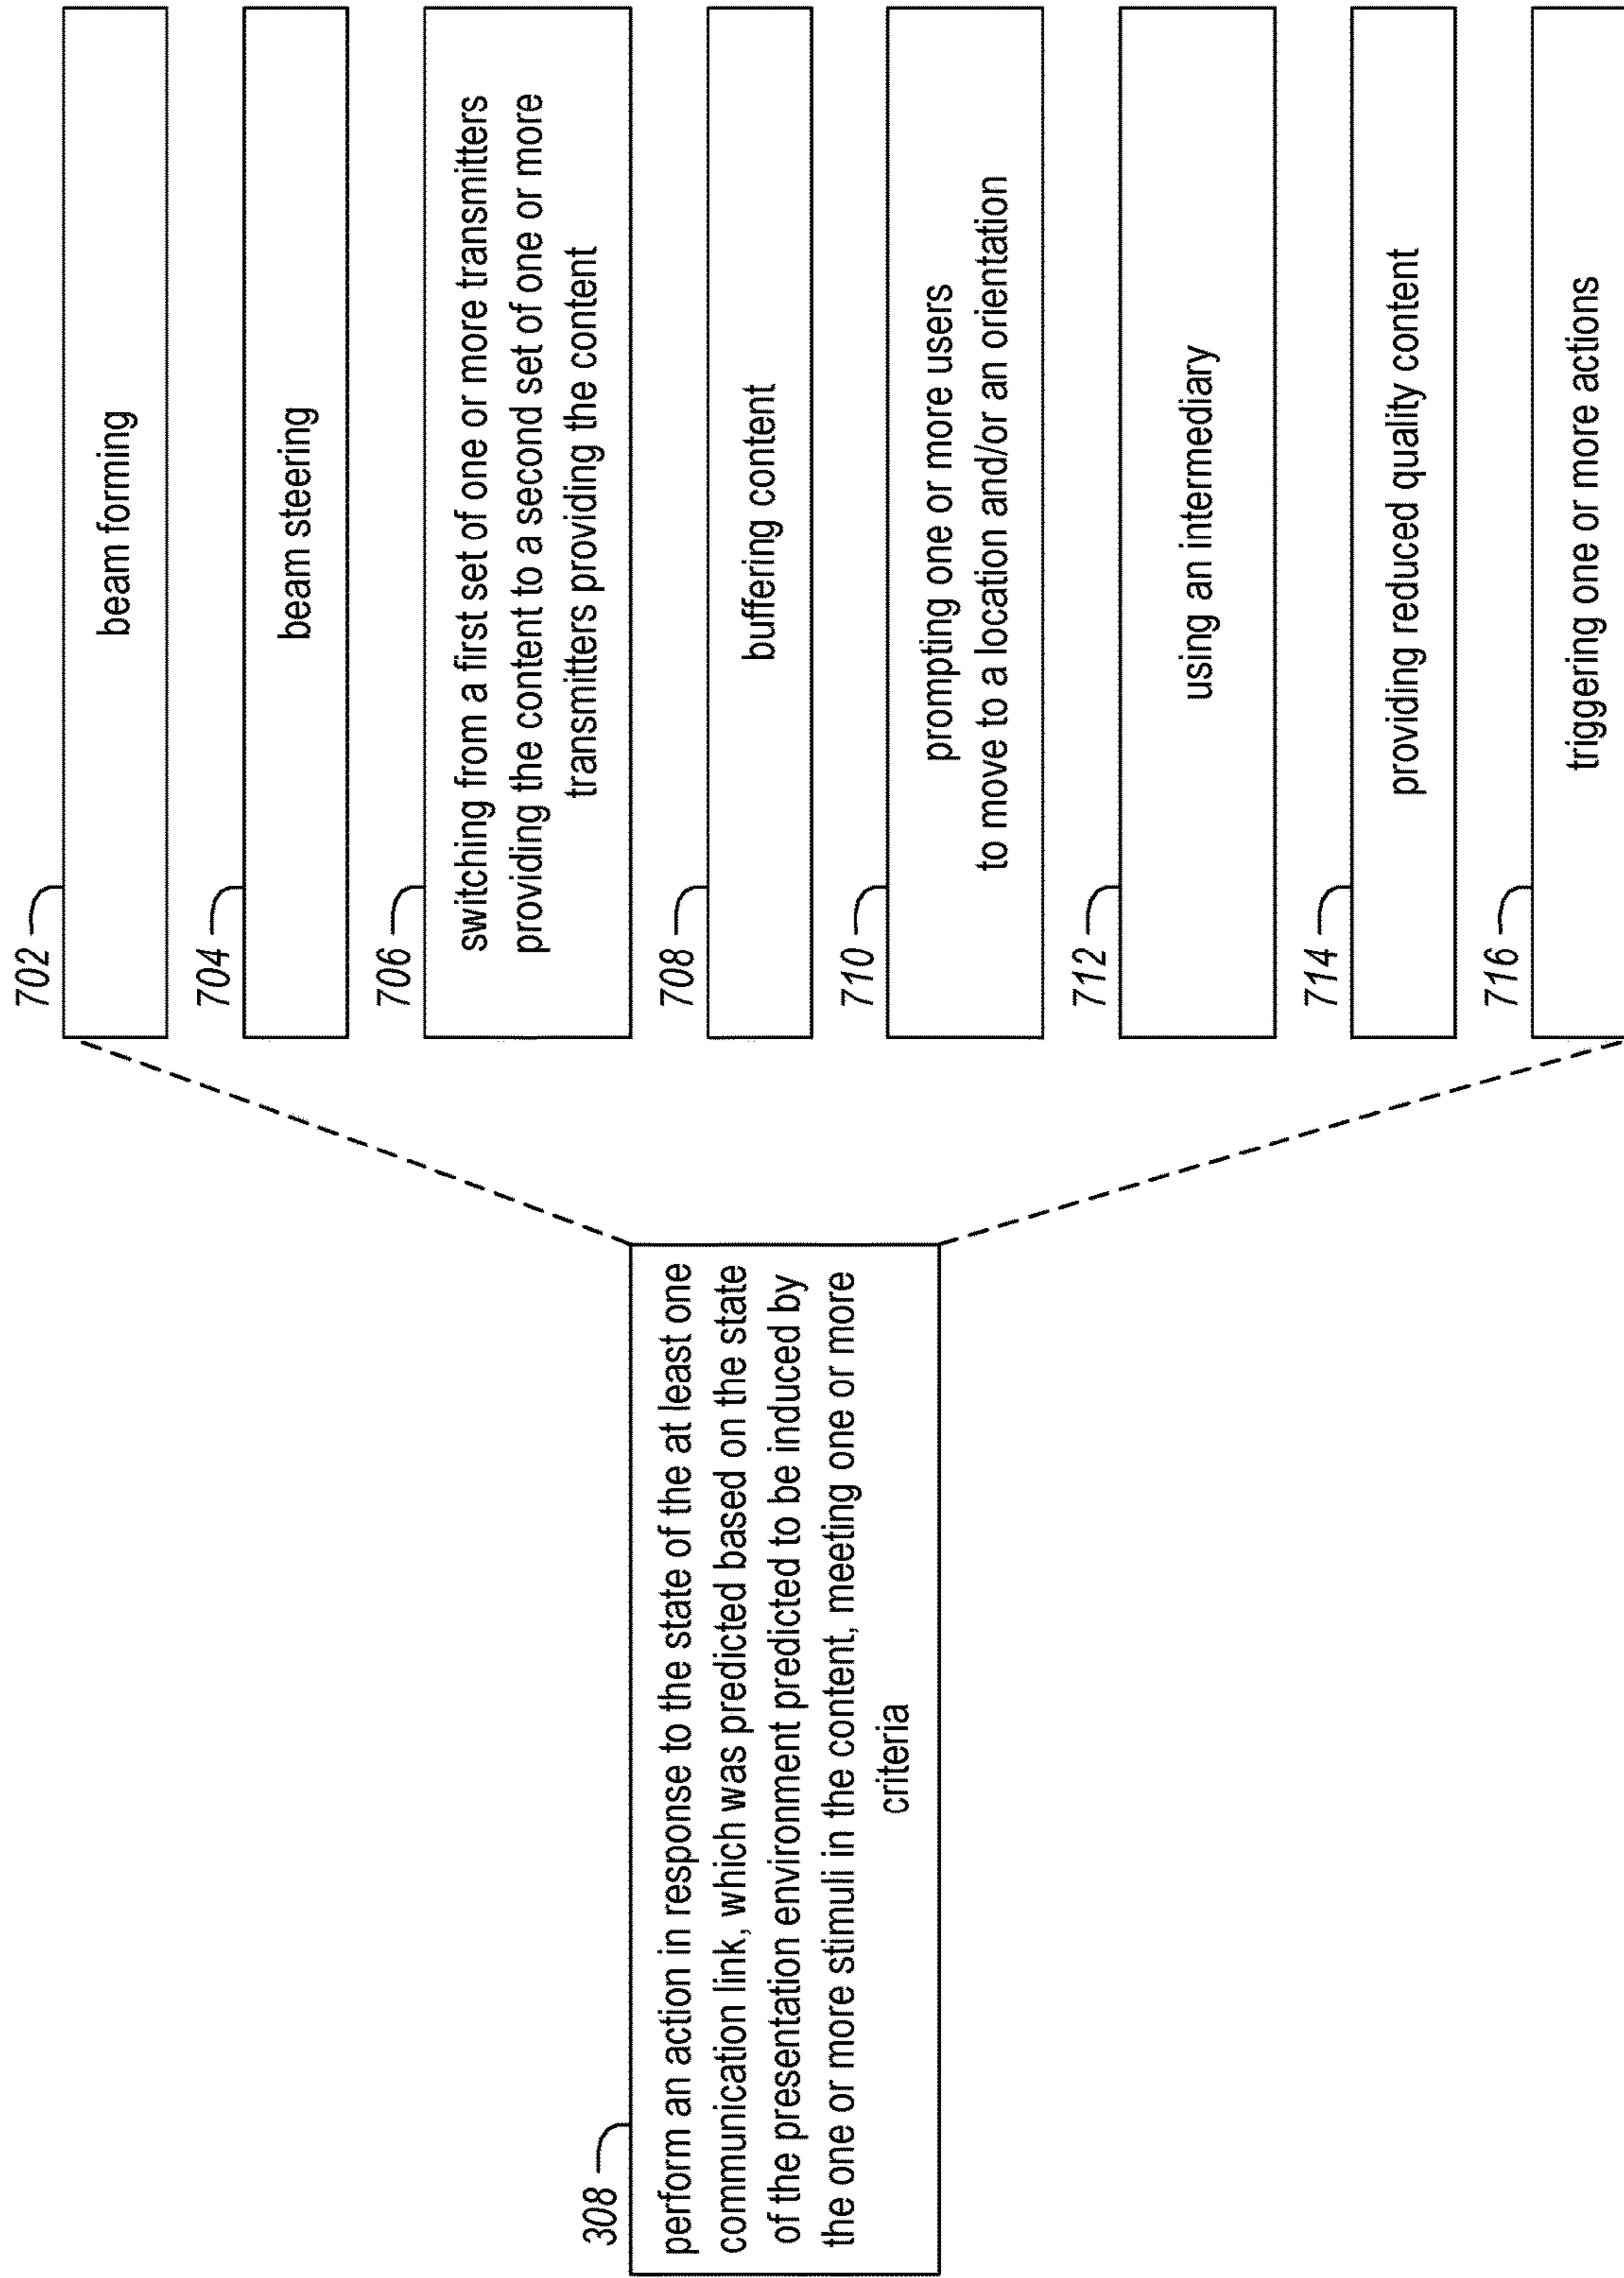 308
perform an action in response to the state of the at least one
communication link, which was predicted based on the state
of the presentation environment predicted to be induced by
the one or more stimuli in the content, meeting one or more
criteria
702
beam forming
704
beam steering
706
switching from a first set of one or more transmitters
providing the content to a second set of one or more
transmitters providing the content
708
buffering content
710
prompting one or more users
to move to a location and/or an orientation
712
using an intermediary
714
providing reduced quality content
716
triggering one or more actions